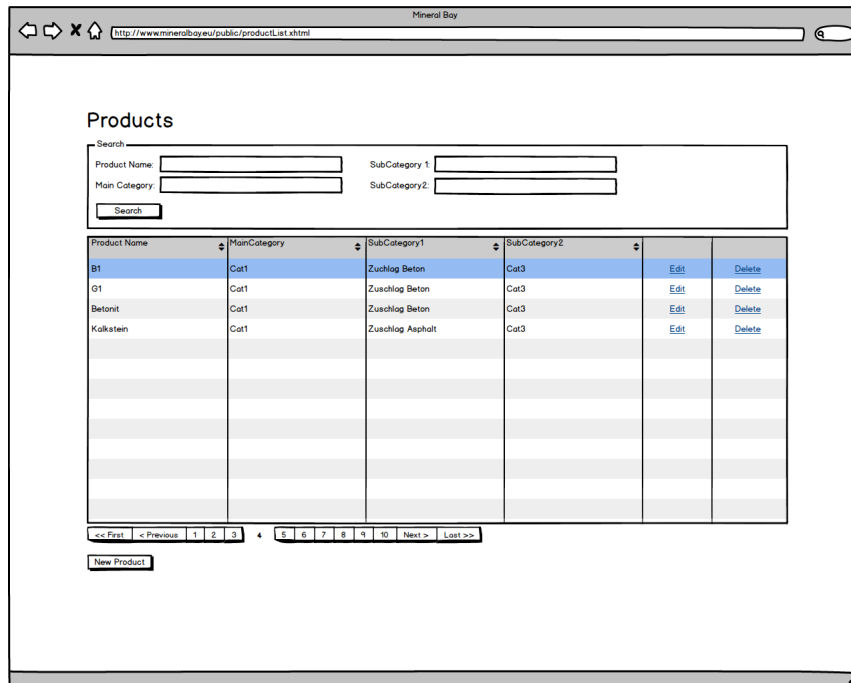 Mineral Bay
http://www.mineralbay.eu/public/productList.xhtml
Products
Search
Product Name: SubCategory 1:
Main Category: SubCategory2:
Search
Product Name MainCategory SubCategory1 SubCategory2
B1 Cat1 Zuchlag Beton Cat3 Edit Delete
G1 Cat1 Zuschlag Beton Cat3 Edit Delete
Betonit Cat1 Zuschlag Beton Cat3 Edit Delete
Kalkstein Cat1 Zuschlag Asphalt Cat3 Edit Delete
<< First < Previous 1 2 3 4 5 6 7 8 9 10 Next > Last >>
New Product